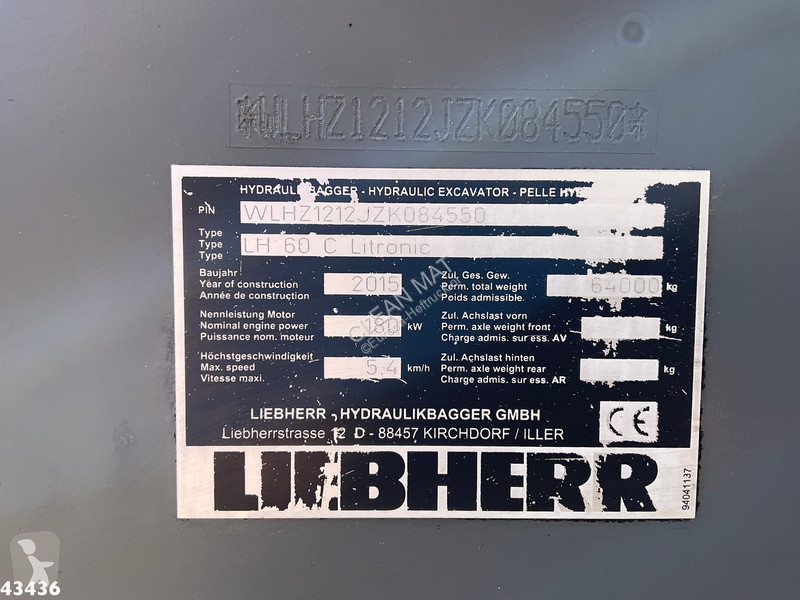 *WLHZ1212JZK084550*
HYDRAULIKBAGGER - HYDRAULIC EXCAVATOR - PELLE HYD
PIN WLHZ1212JZK084550
Type
Type LH 60 C Litronic
Type
Baujahr
Year of construction 2015
Année de construction
Zul. Ges. Gew.
Perm. total weight 64000 kg
Poids admissible
Nennleistung Motor
Nominal engine power 180 kW
Puissance nom. moteur
Zul. Achslast vorn
Perm. axle weight front kg
Charge admis. sur ess. AV
Höchstgeschwindigkeit
Max. speed 5.4 km/h
Vitesse maxi.
Zul. Achslast hinten
Perm. axle weight rear kg
Charge admis. sur ess. AR
LIEBHERR - HYDRAULIKBAGGER GMBH
Liebherrstrasse 12 D - 88457 KIRCHDORF / ILLER
CE
LIEBHERR
94041137
CLEAN MAT
43436